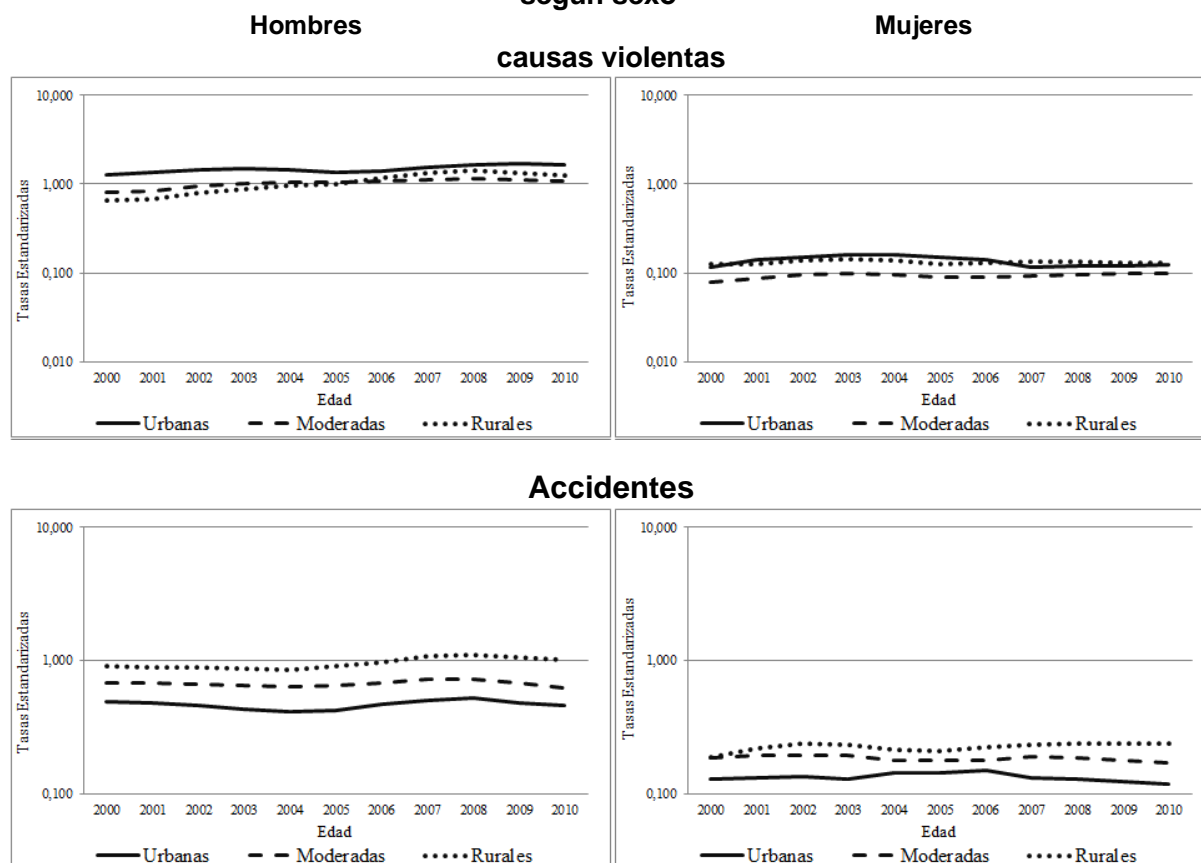 según sexo
Hombres Mujeres
causas violentas
10,000
1,000
0,100
0,010
Tasas Estandarizadas
2000 2001 2002 2003 2004 2005 2006 2007 2008 2009 2010
Edad
Urbanas Moderadas Rurales
10,000
1,000
0,100
0,010
Tasas Estandarizadas
2000 2001 2002 2003 2004 2005 2006 2007 2008 2009 2010
Edad
Urbanas Moderadas Rurales
Accidentes
10,000
1,000
0,100
Tasas Estandarizadas
2000 2001 2002 2003 2004 2005 2006 2007 2008 2009 2010
Edad
Urbanas Moderadas Rurales
10,000
1,000
0,100
Tasas Estandarizadas
2000 2001 2002 2003 2004 2005 2006 2007 2008 2009 2010
Edad
Urbanas Moderadas Rurales